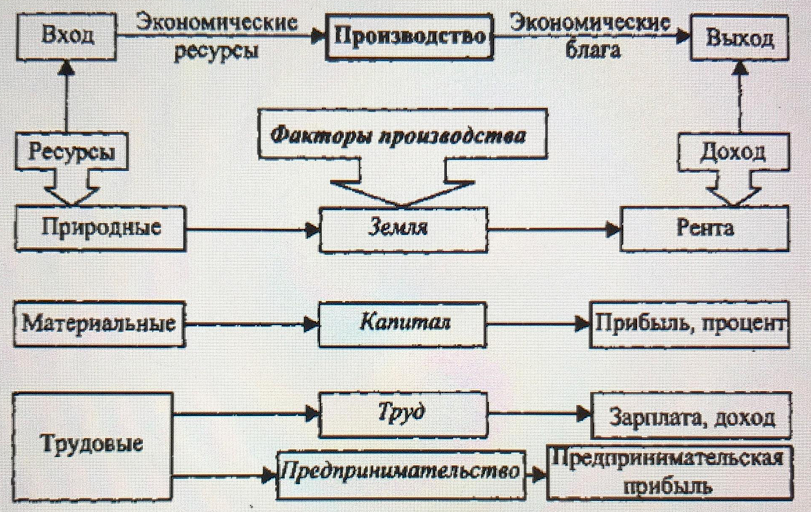 Вход
Экономические
ресурсы
Производство
Экономические
блага
Выход
Ресурсы
Факторы производства
Доход
Природные
Земля
Рента
Материальные
Капитал
Прибыль, процент
Трудовые
Труд
Зарплата, доход
Предпринимательство
Предпринимательская
прибыль